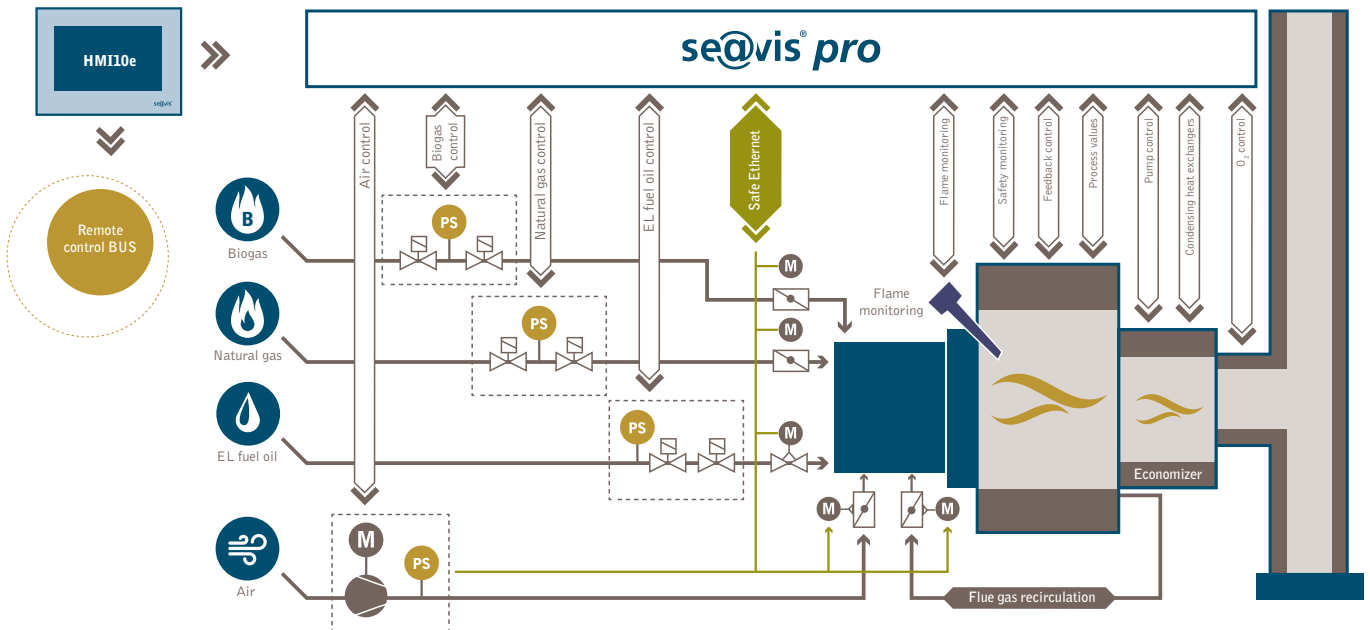 HMI10e
se@vis®
se@vis® pro
Remote
control BUS
Air control
Biogas
control
Natural gas control
EL fuel oil control
Safe Ethernet
Flame monitoring
Safety monitoring
Feedback control
Process values
Pump control
Condensing heat exchangers
O₂ control
B
Biogas
PS
M
Natural gas
PS
M
Flame
monitoring
EL fuel oil
PS
M
Economizer
M
M
Air
M
PS
Flue gas recirculation